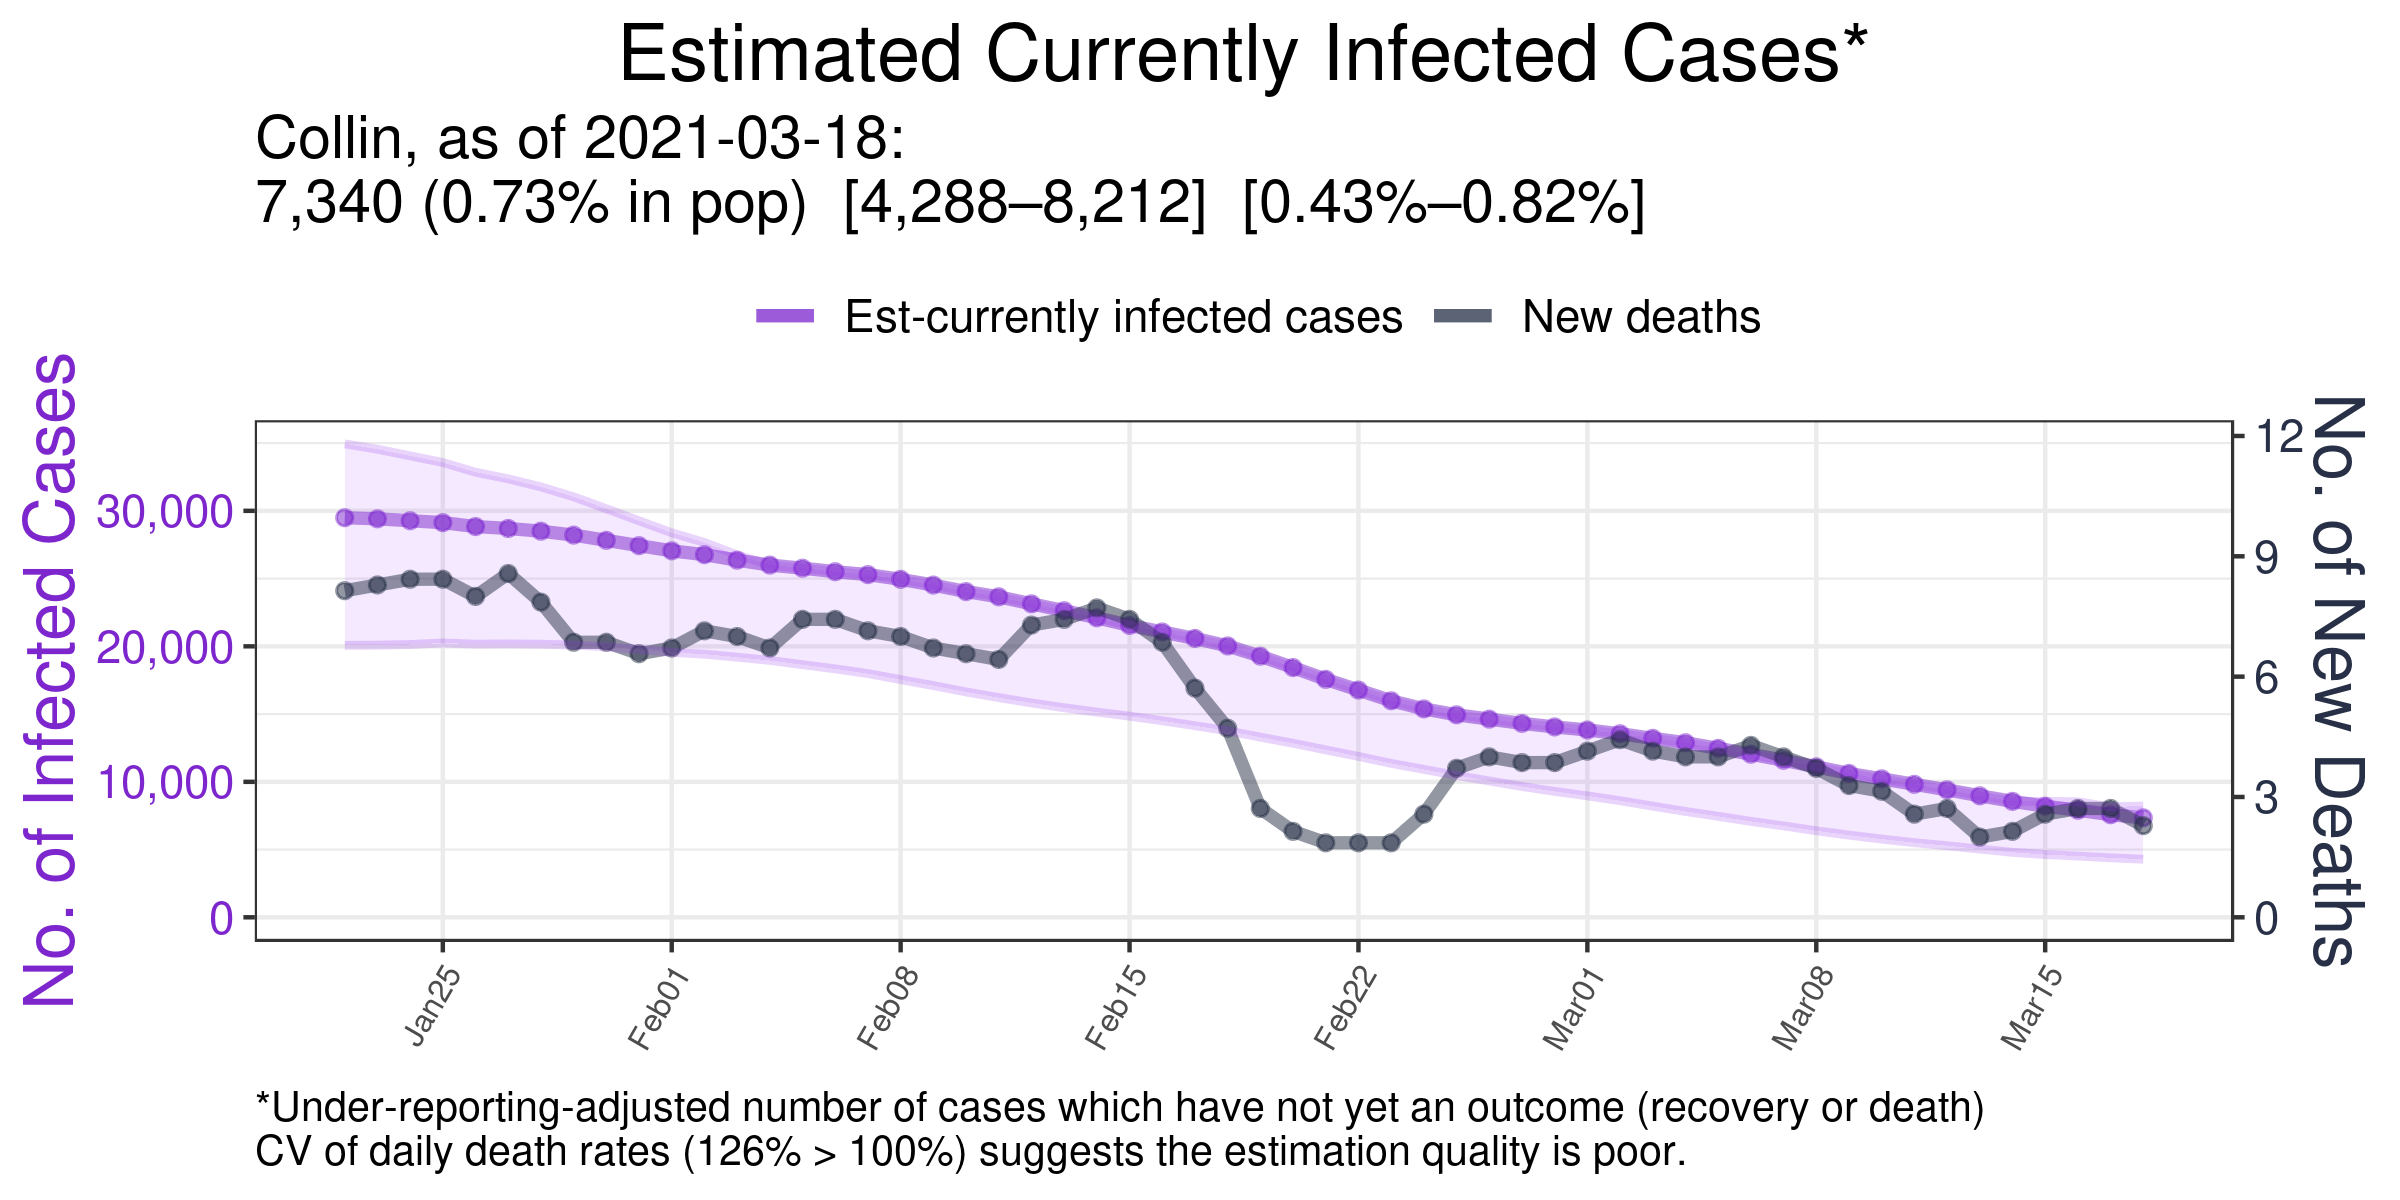 Estimated Currently Infected Cases*
Collin, as of 2021-03-18:
7,340 (0.73% in pop)  [4,288–8,212]  [0.43%–0.82%]
Est-currently infected cases
New deaths
No. of Infected Cases
30,000
20,000
10,000
0
12
9
6
3
0
No. of New Deaths
Jan25
Feb01
Feb08
Feb15
Feb22
Mar01
Mar08
Mar15
*Under-reporting-adjusted number of cases which have not yet an outcome (recovery or death)
CV of daily death rates (126% > 100%) suggests the estimation quality is poor.